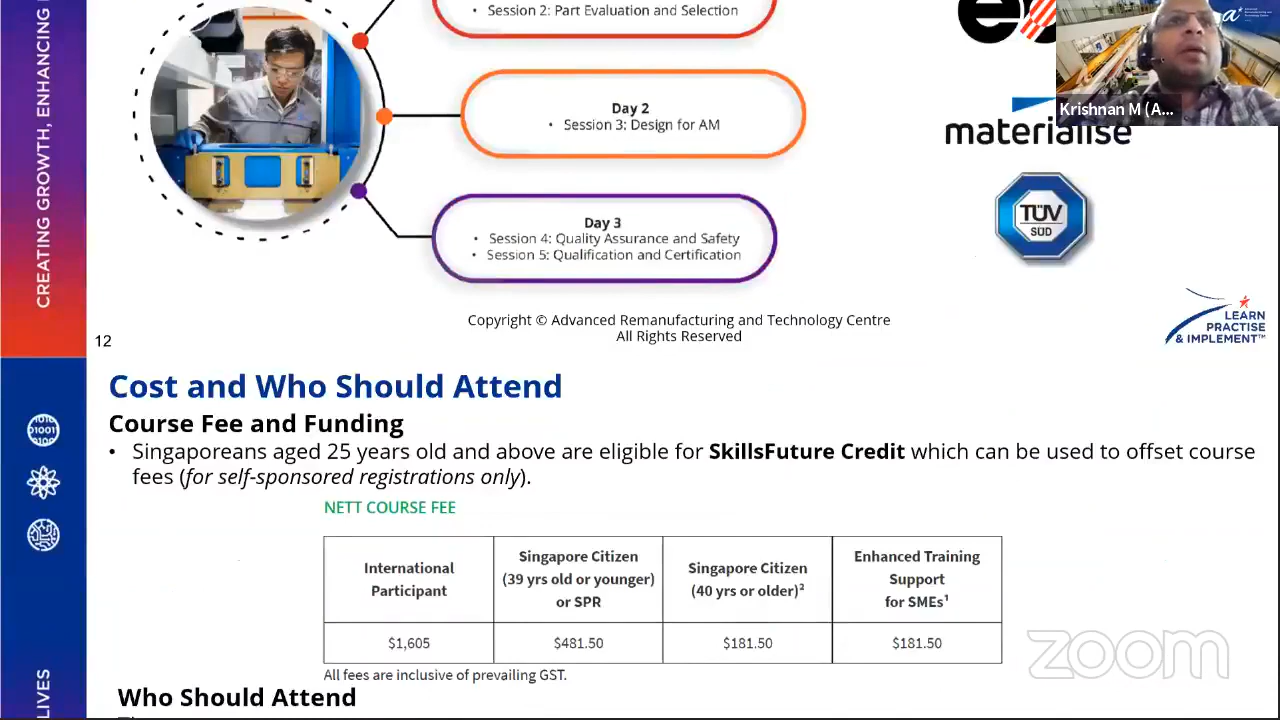 CREATING GROWTH, ENHANCING
• Session 2: Part Evaluation and Selection
Day 2
• Session 3: Design for AM
Day 3
• Session 4: Quality Assurance and Safety
• Session 5: Qualification and Certification
Krishnan M (A...
materialise
TÜV
SÜD
LEARN
PRACTISE
& IMPLEMENT™
Copyright © Advanced Remanufacturing and Technology Centre
All Rights Reserved
12
Cost and Who Should Attend
Course Fee and Funding
• Singaporeans aged 25 years old and above are eligible for SkillsFuture Credit which can be used to offset course
fees (for self-sponsored registrations only).
NETT COURSE FEE
International
Participant
Singapore Citizen
(39 yrs old or younger)
or SPR
Singapore Citizen
(40 yrs or older)²
Enhanced Training
Support
for SMEs¹
$1,605
$481.50
$181.50
$181.50
All fees are inclusive of prevailing GST.
Who Should Attend
LIVES
zoom